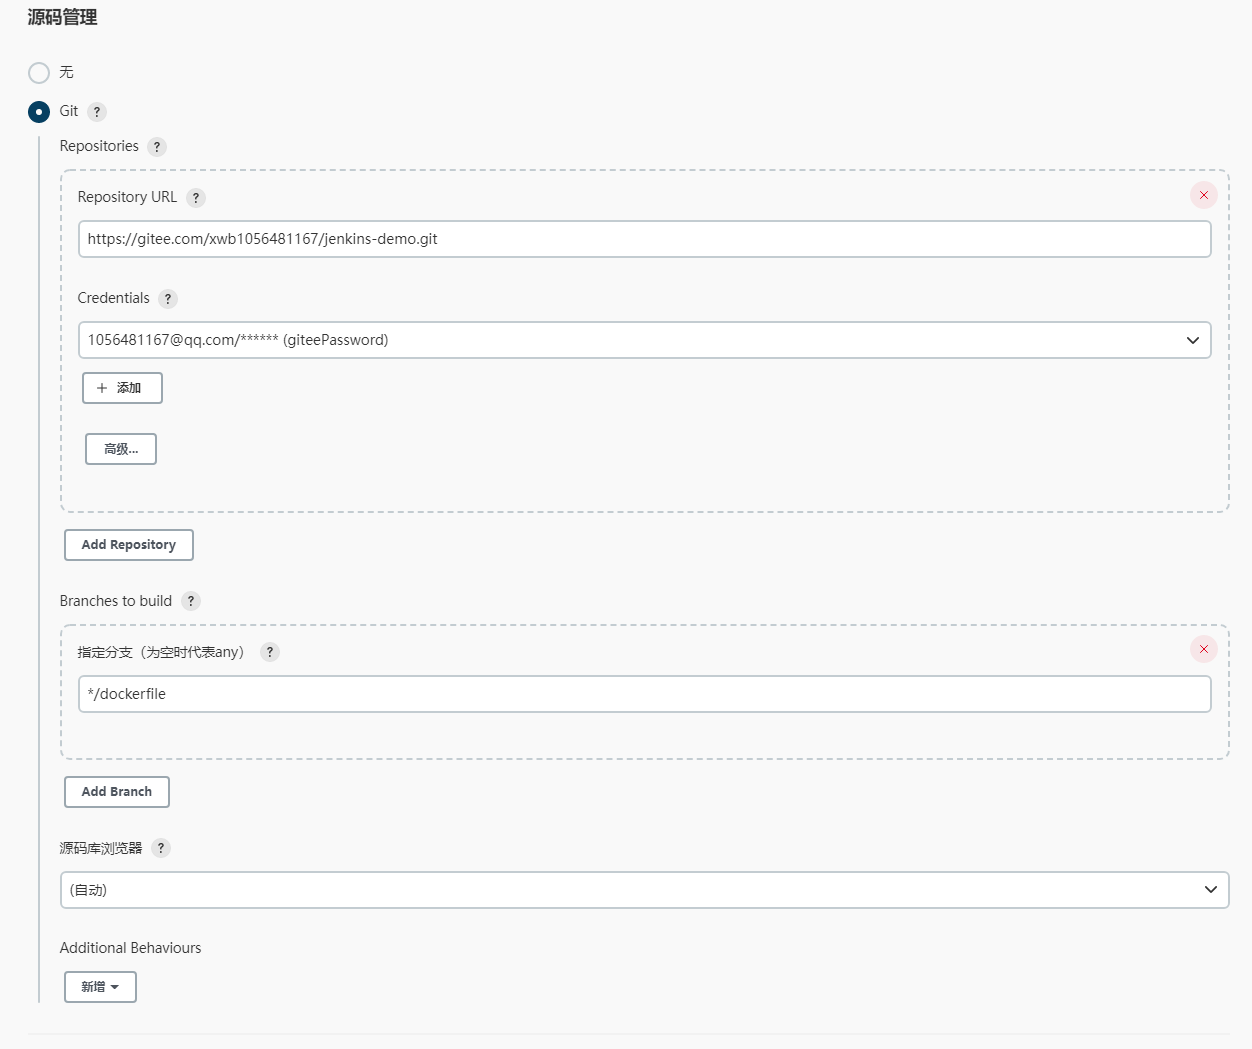 源码管理
无
Git ?
Repositories ?
Repository URL ?
https://gitee.com/xwb1056481167/jenkins-demo.git
Credentials ?
1056481167@qq.com/****** (giteePassword)
+ 添加
高级...
Add Repository
Branches to build ?
指定分支（为空时代表any） ?
*/dockerfile
Add Branch
源码库浏览器 ?
(自动)
Additional Behaviours
新增